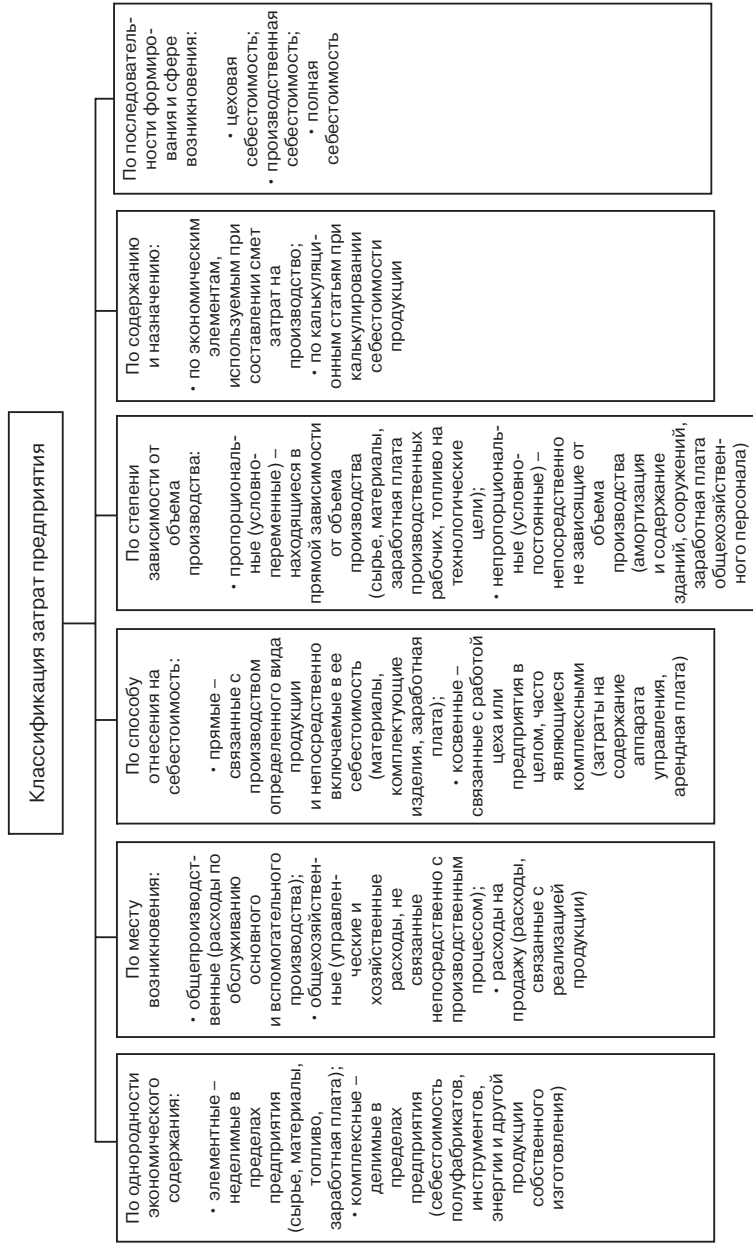 Классификация затрат предприятия
По однородности
экономического
содержания:
• элементные –
неделимые в
пределах
предприятия
(сырье, материалы,
топливо,
заработная плата);
• комплексные –
делимые в
пределах
предприятия
(себестоимость
полуфабрикатов,
инструментов,
энергии и другой
продукции
собственного
изготовления)
По месту
возникновения:
• общепроизводст-
венные (расходы по
обслуживанию
основного
и вспомогательного
производства);
• общехозяйствен-
ные (управлен-
ческие и
хозяйственные
расходы, не
связанные
непосредственно с
производственным
процессом);
• расходы на
продажу (расходы,
связанные с
реализацией
продукции)
По способу
отнесения на
себестоимость:
• прямые –
связанные с
производством
определенного вида
продукции
и непосредственно
включаемые в ее
себестоимость
(материалы,
комплектующие
изделия, заработная
плата);
• косвенные –
связанные с работой
цеха или
предприятия в
целом, часто
являющиеся
комплексными
(затраты на
содержание
аппарата
управления,
арендная плата)
По степени
зависимости от
объема
производства:
• пропорциональ-
ные (условно-
переменные) –
находящиеся в
прямой зависимости
от объема
производства
(сырье, материалы,
заработная плата
производственных
рабочих, топливо на
технологические
цели);
• непропорциональ-
ные (условно-
постоянные) –
непосредственно
не зависящие от
объема
производства
(амортизация
и содержание
зданий, сооружений,
заработная плата
общехозяйствен-
ного персонала)
По содержанию
и назначению:
• по экономическим
элементам,
используемым при
составлении смет
затрат на
производство;
• по калькуляци-
онным статьям при
калькулировании
себестоимости
продукции
По последователь-
ности формиро-
вания и сфере
возникновения:
• цеховая
себестоимость;
• производственная
себестоимость;
• полная
себестоимость